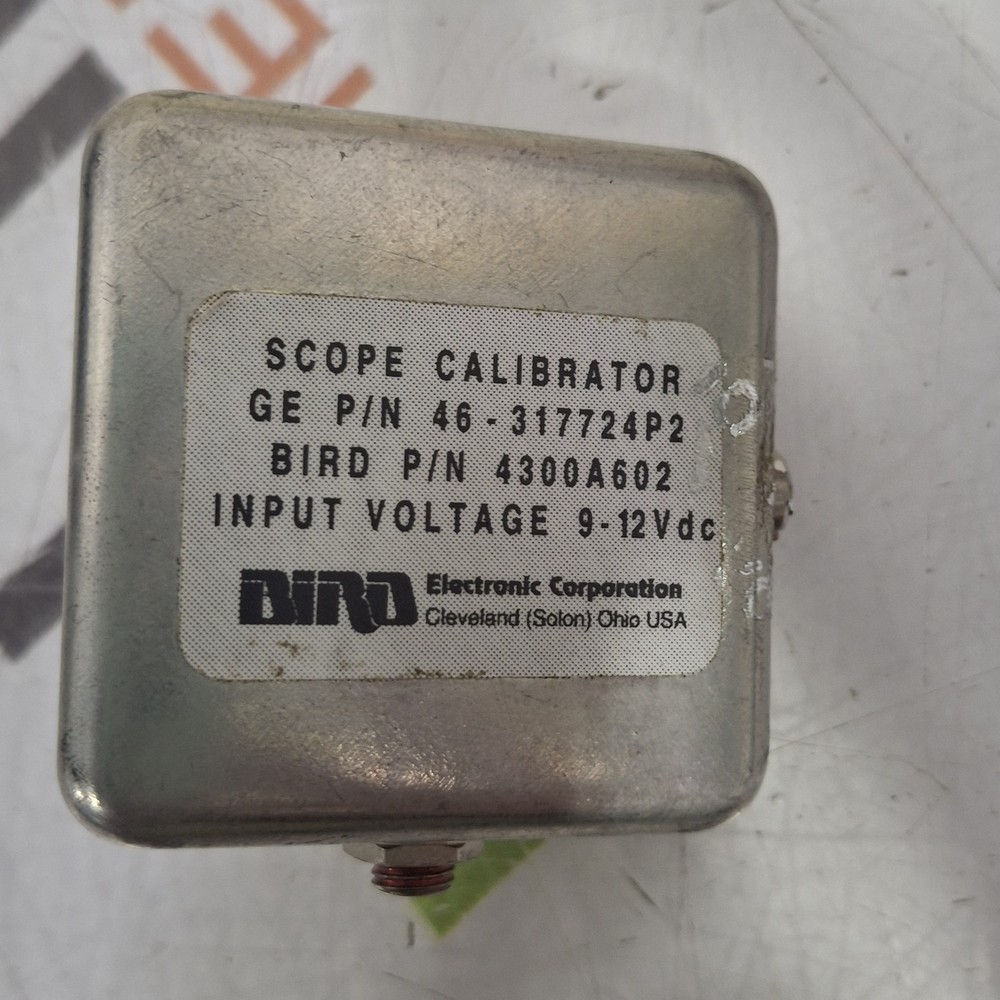 SCOPE CALIBRATOR
GE P/N 46-317724P2
BIRD P/N 4300A602
INPUT VOLTAGE 9-12Vdc
BIRD Electronic Corporation
Cleveland (Solon) Ohio USA